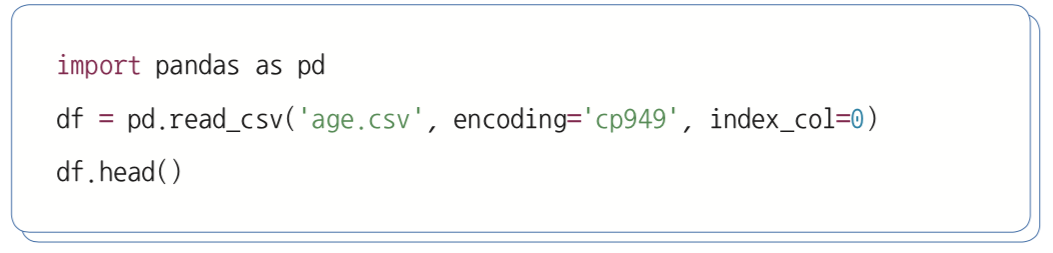 import pandas as pd
df = pd.read_csv('age.csv', encoding='cp949', index_col=0)
df.head()